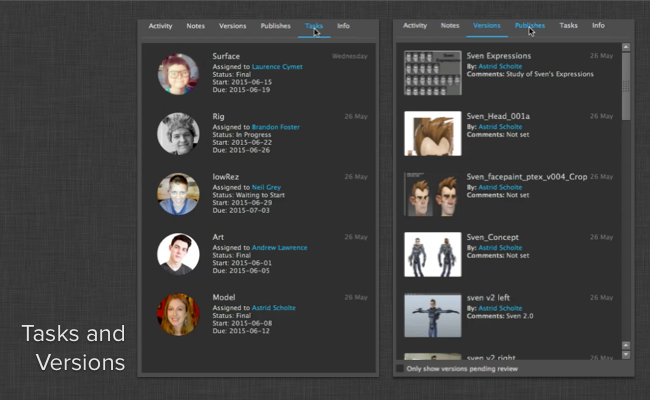 Activity Notes Versions Publishes Tasks Info
Surface Wednesday
Assigned to Laurence Cymet
Status: Final
Start: 2015-06-15
Due: 2015-06-19
Rig 26 May
Assigned to Brandon Foster
Status: In Progress
Start: 2015-06-22
Due: 2015-06-26
lowRez 26 May
Assigned to Neil Grey
Status: Waiting to Start
Start: 2015-06-29
Due: 2015-07-03
Art 26 May
Assigned to Andrew Lawrence
Status: Final
Start: 2015-06-01
Due: 2015-06-05
Model 26 May
Assigned to Astrid Scholte
Status: Final
Start: 2015-06-08
Due: 2015-06-12
Activity Notes Versions Publishes Tasks Info
Sven Expressions 26 May
By: Astrid Scholte
Comments: Study of Sven's Expressions
Sven_Head_001a 26 May
By: Astrid Scholte
Comments: Not set
Sven_facepaint_ptex_v004_Crop 26 May
By: Astrid Scholte
Comments: Not set
Sven_Concept 26 May
By: Astrid Scholte
Comments: Not set
sven v2 left 26 May
By: Astrid Scholte
Comments: Sven 2.0
sven v2 right 26 May
Only show versions pending review
Tasks and
Versions